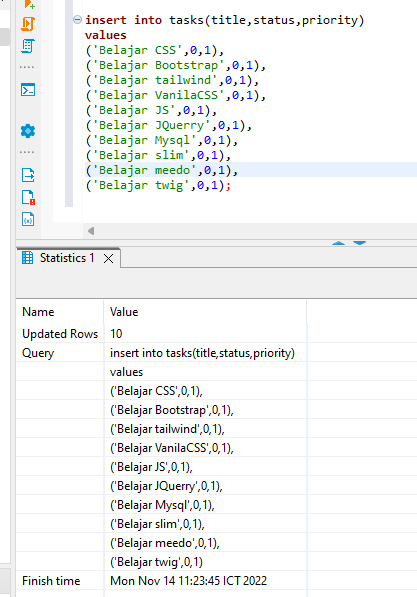 insert into tasks(title,status,priority)
values
('Belajar CSS',0,1),
('Belajar Bootstrap',0,1),
('Belajar tailwind',0,1),
('Belajar VanilaCSS',0,1),
('Belajar JS',0,1),
('Belajar JQuerry',0,1),
('Belajar Mysql',0,1),
('Belajar slim',0,1),
('Belajar meedo',0,1),
('Belajar twig',0,1);
Statistics 1
Name Value
Updated Rows 10
Query insert into tasks(title,status,priority)
values
('Belajar CSS',0,1),
('Belajar Bootstrap',0,1),
('Belajar tailwind',0,1),
('Belajar VanilaCSS',0,1),
('Belajar JS',0,1),
('Belajar JQuerry',0,1),
('Belajar Mysql',0,1),
('Belajar slim',0,1),
('Belajar meedo',0,1),
('Belajar twig',0,1)
Finish time Mon Nov 14 11:23:45 ICT 2022